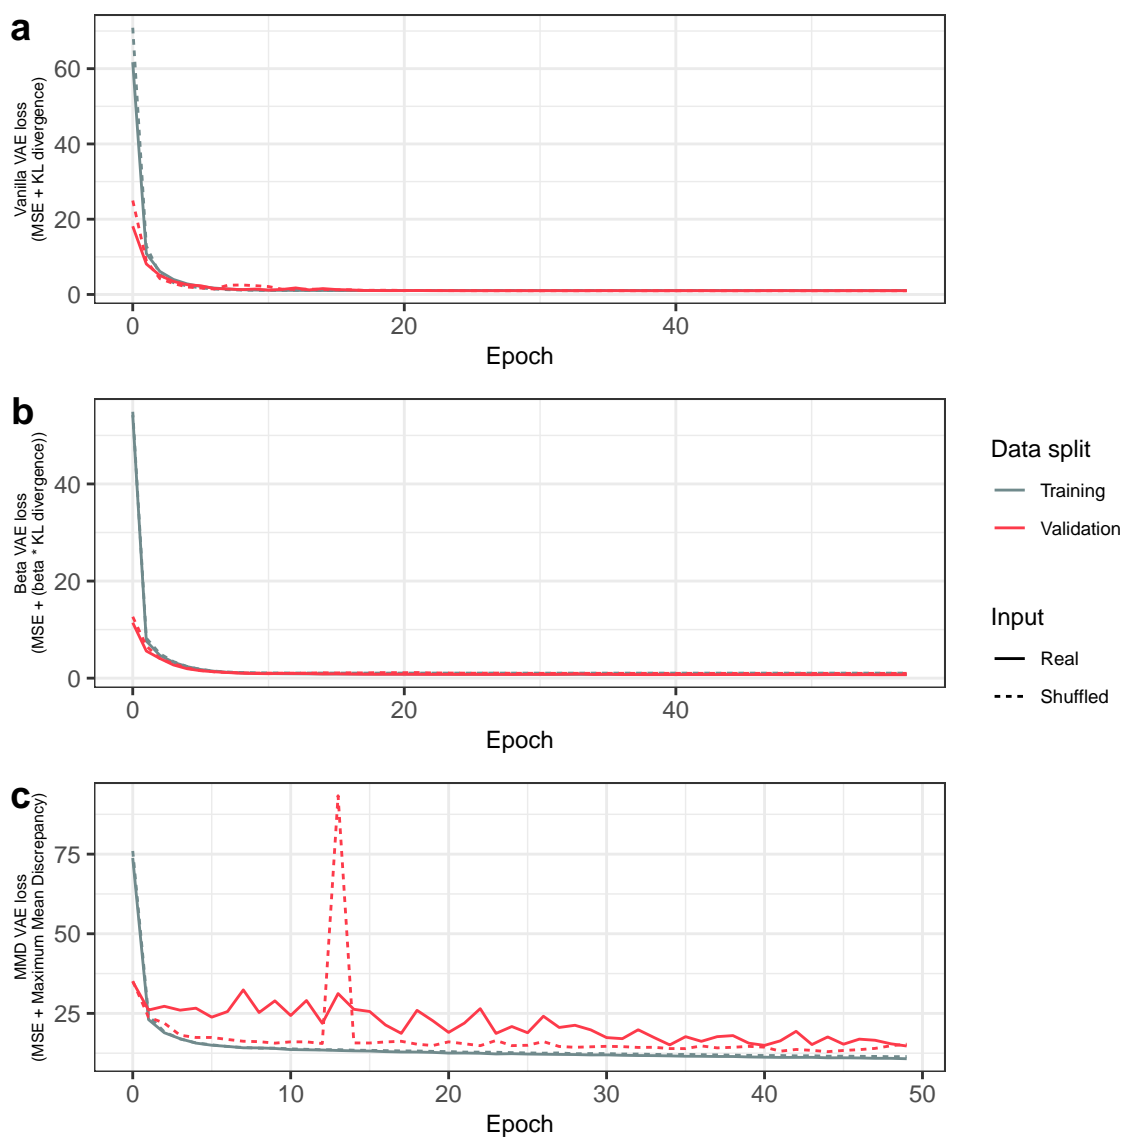 a
Vanilla VAE loss
(MSE + KL divergence)
60
40
20
0
0
20
40
Epoch
b
Beta VAE loss
(MSE + (beta * KL divergence))
40
20
0
0
20
40
Epoch
Data split
Training
Validation
Input
Real
Shuffled
c
MMD VAE loss
(MSE + Maximum Mean Discrepancy)
75
50
25
0
10
20
30
40
50
Epoch